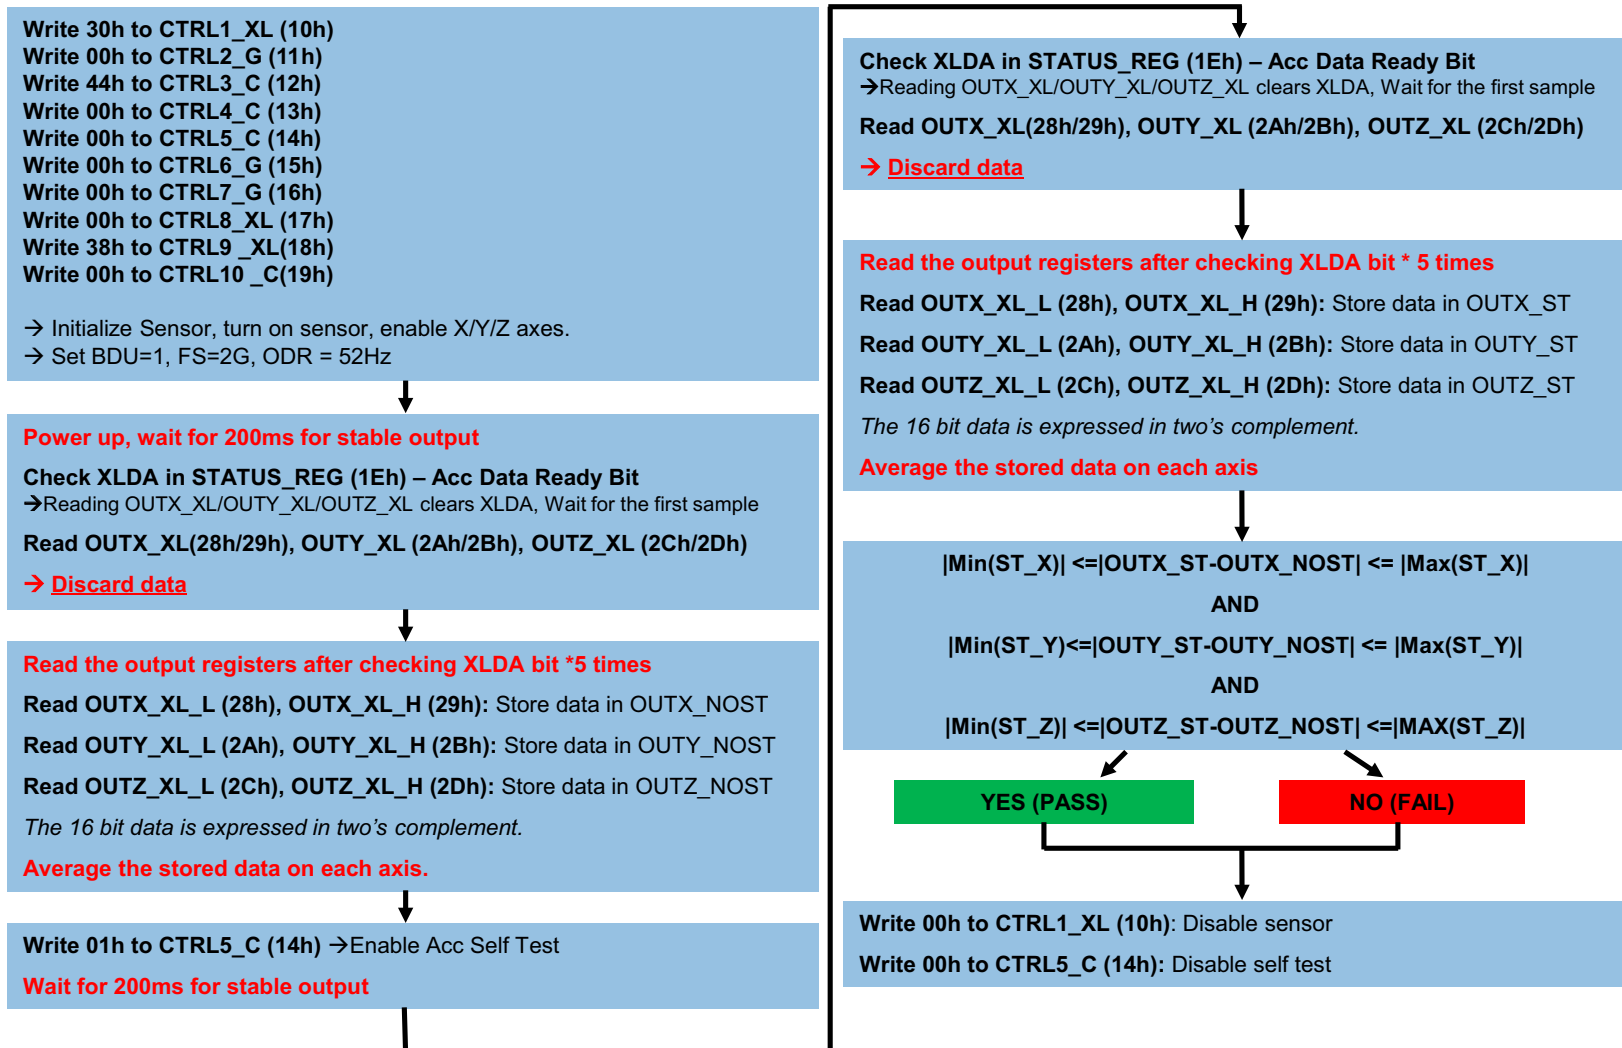 Write 30h to CTRL1_XL (10h)
Write 00h to CTRL2_G (11h)
Write 44h to CTRL3_C (12h)
Write 00h to CTRL4_C (13h)
Write 00h to CTRL5_C (14h)
Write 00h to CTRL6_G (15h)
Write 00h to CTRL7_G (16h)
Write 00h to CTRL8_XL (17h)
Write 38h to CTRL9 _XL(18h)
Write 00h to CTRL10 _C(19h)
→ Initialize Sensor, turn on sensor, enable X/Y/Z axes.
→ Set BDU=1, FS=2G, ODR = 52Hz
Power up, wait for 200ms for stable output
Check XLDA in STATUS_REG (1Eh) – Acc Data Ready Bit
→Reading OUTX_XL/OUTY_XL/OUTZ_XL clears XLDA, Wait for the first sample
Read OUTX_XL(28h/29h), OUTY_XL (2Ah/2Bh), OUTZ_XL (2Ch/2Dh)
→ Discard data
Read the output registers after checking XLDA bit *5 times
Read OUTX_XL_L (28h), OUTX_XL_H (29h): Store data in OUTX_NOST
Read OUTY_XL_L (2Ah), OUTY_XL_H (2Bh): Store data in OUTY_NOST
Read OUTZ_XL_L (2Ch), OUTZ_XL_H (2Dh): Store data in OUTZ_NOST
The 16 bit data is expressed in two's complement.
Average the stored data on each axis.
Write 01h to CTRL5_C (14h) →Enable Acc Self Test
Wait for 200ms for stable output
Check XLDA in STATUS_REG (1Eh) – Acc Data Ready Bit
→Reading OUTX_XL/OUTY_XL/OUTZ_XL clears XLDA, Wait for the first sample
Read OUTX_XL(28h/29h), OUTY_XL (2Ah/2Bh), OUTZ_XL (2Ch/2Dh)
→ Discard data
Read the output registers after checking XLDA bit * 5 times
Read OUTX_XL_L (28h), OUTX_XL_H (29h): Store data in OUTX_ST
Read OUTY_XL_L (2Ah), OUTY_XL_H (2Bh): Store data in OUTY_ST
Read OUTZ_XL_L (2Ch), OUTZ_XL_H (2Dh): Store data in OUTZ_ST
The 16 bit data is expressed in two's complement.
Average the stored data on each axis
|Min(ST_X)| <=|OUTX_ST-OUTX_NOST| <= |Max(ST_X)|
AND
|Min(ST_Y)<=|OUTY_ST-OUTY_NOST| <= |Max(ST_Y)|
AND
|Min(ST_Z)| <=|OUTZ_ST-OUTZ_NOST| <=|MAX(ST_Z)|
YES (PASS)
NO (FAIL)
Write 00h to CTRL1_XL (10h): Disable sensor
Write 00h to CTRL5_C (14h): Disable self test